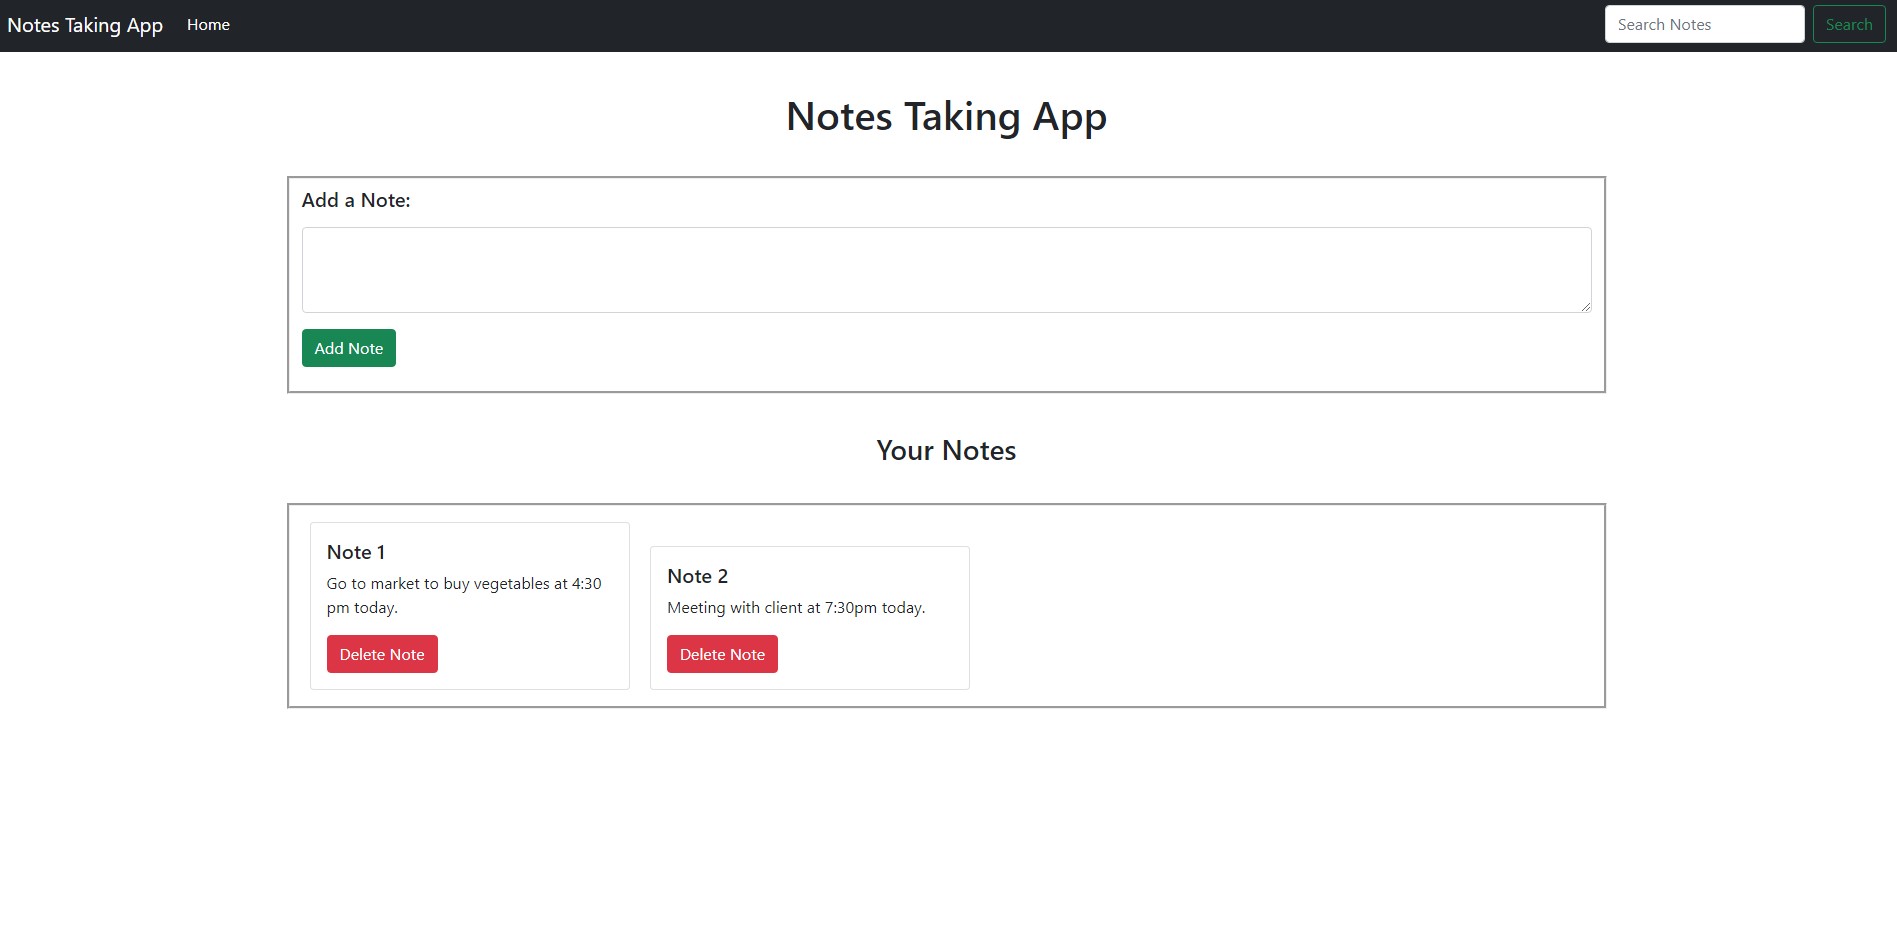 Notes Taking App Home Search Notes Search
Notes Taking App
Add a Note:
Add Note
Your Notes
Note 1
Go to market to buy vegetables at 4:30
pm today.
Delete Note
Note 2
Meeting with client at 7:30pm today.
Delete Note